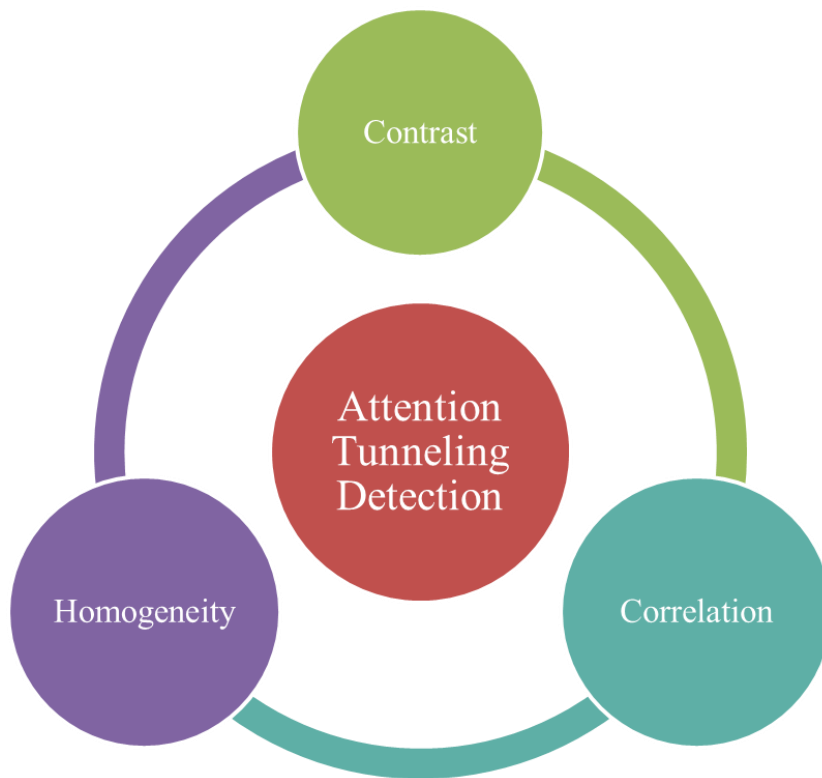 Contrast
Attention
Tunneling
Detection
Homogeneity
Correlation